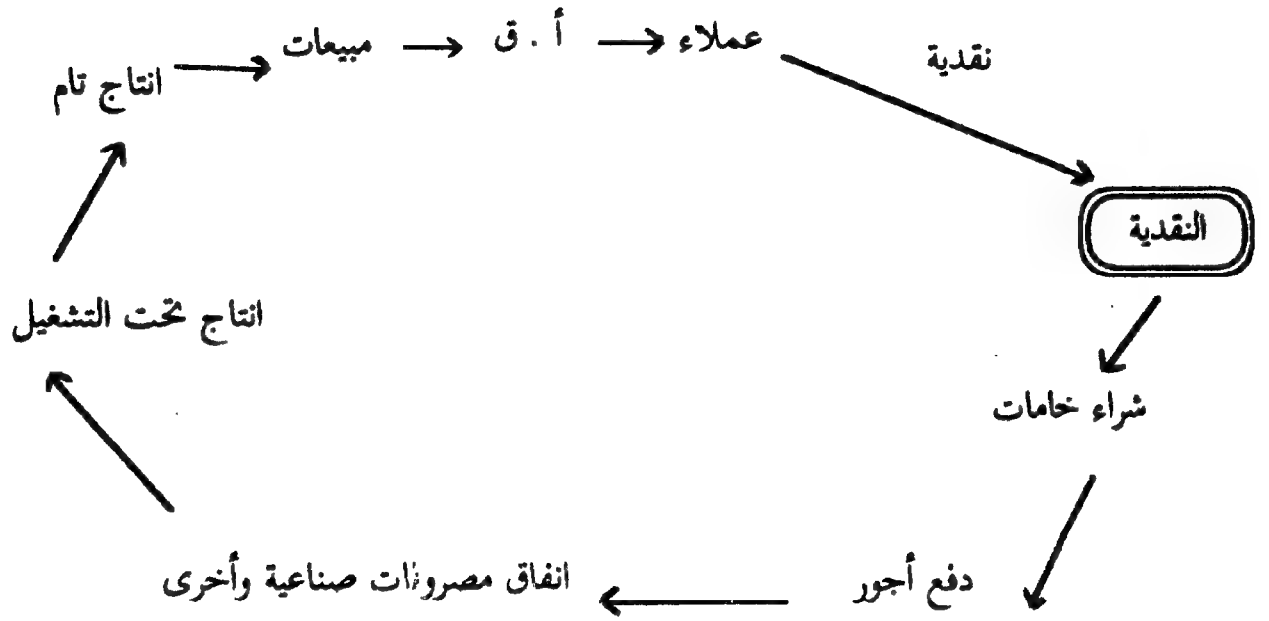 نقدية
عملاء
أ . ق
مبيعات
انتاج تام
النقدية
انتاج تحت التشغيل
شراء خامات
دفع أجور
انفاق مصروفات صناعية وأخرى